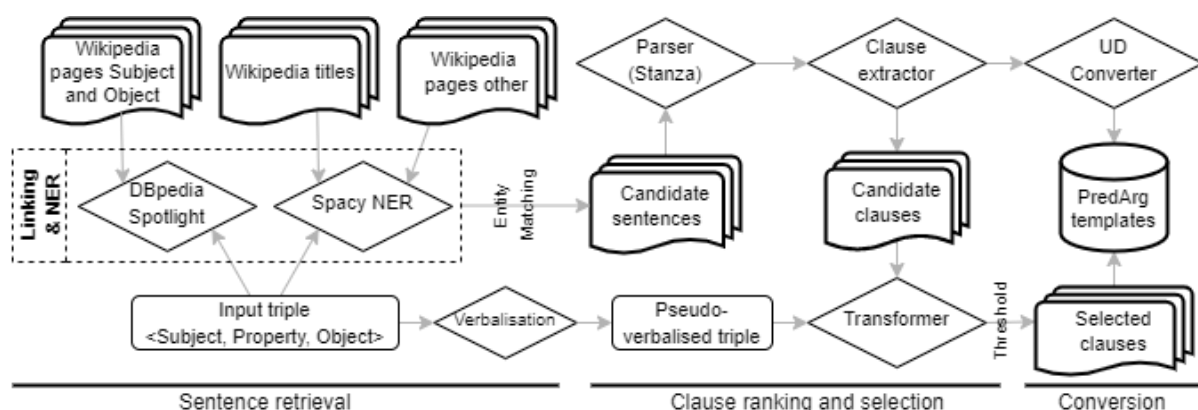 Wikipedia
pages Subject
and Object
Wikipedia titles
Wikipedia
pages other
Parser
(Stanza)
Clause
extractor
UD
Converter
Linking
& NER
DBpedia
Spotlight
Spacy NER
Entity
Matching
Candidate
sentences
Candidate
clauses
PredArg
templates
Input triple
<Subject, Property, Object>
Verbalisation
Pseudo-
verbalised triple
Transformer
Threshold
Selected
clauses
Sentence retrieval
Clause ranking and selection
Conversion